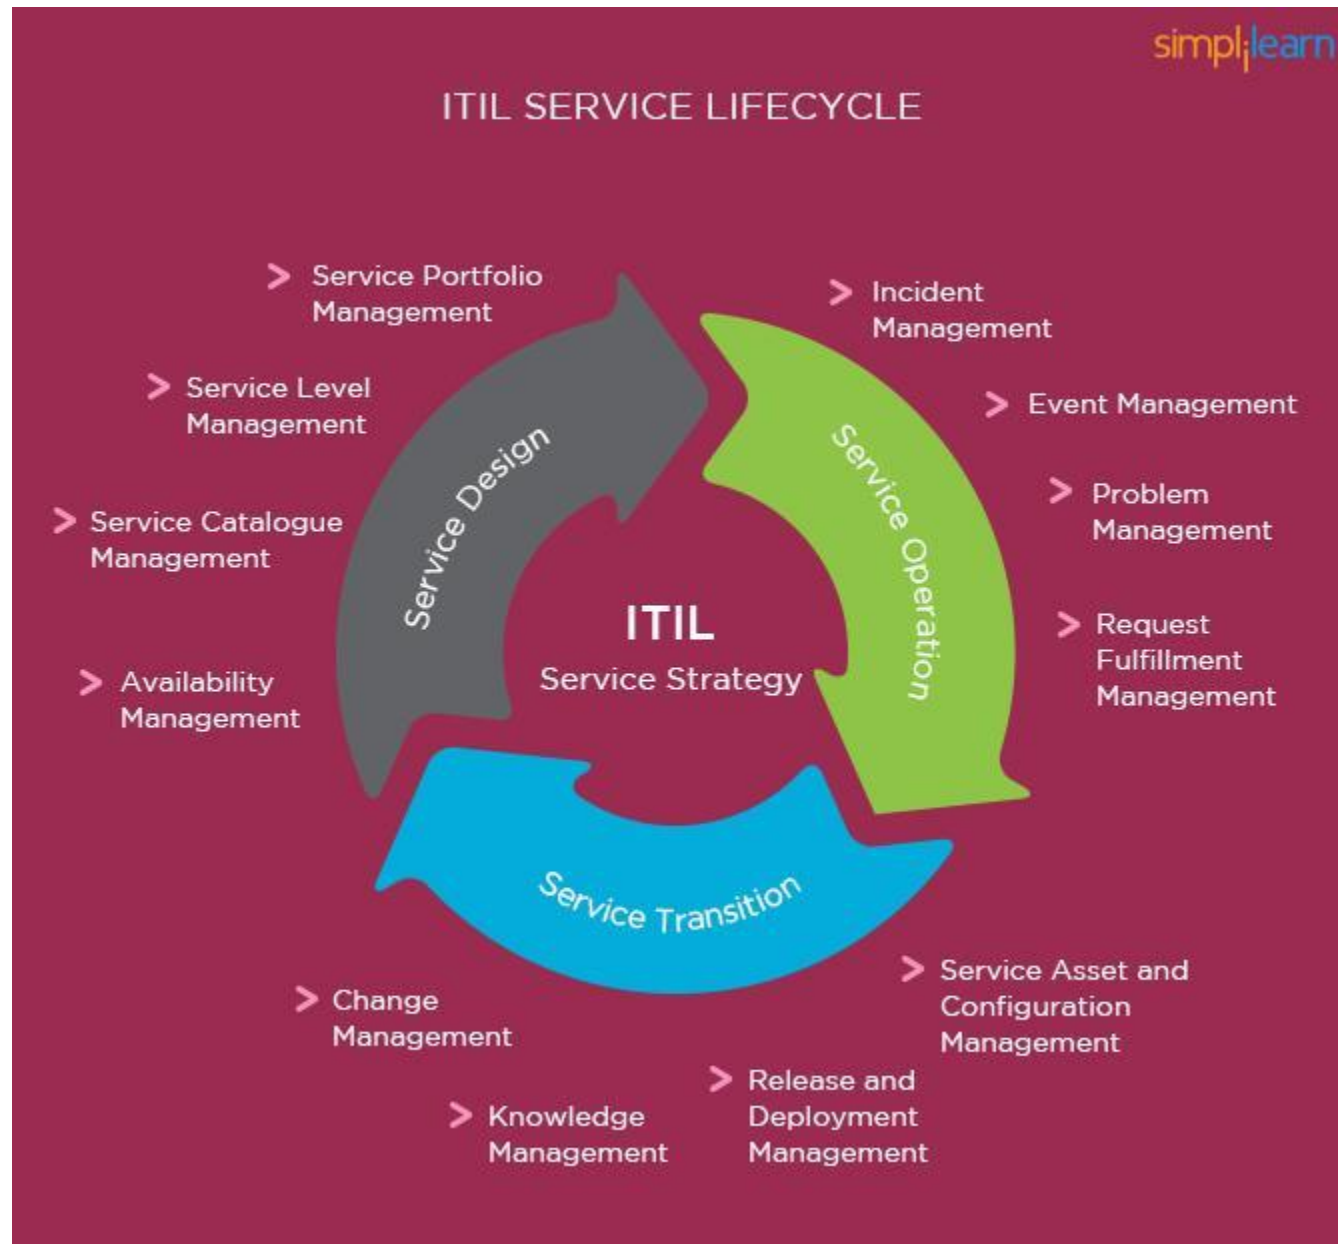 simplilearn
ITIL SERVICE LIFECYCLE
Service Portfolio
Management
Service Level
Management
Service Catalogue
Management
Availability
Management
Service Design
Incident
Management
Event Management
Problem
Management
Request
Fulfillment
Management
Service Operation
ITIL
Service Strategy
Service Transition
Change
Management
Knowledge
Management
Release and
Deployment
Management
Service Asset and
Configuration
Management